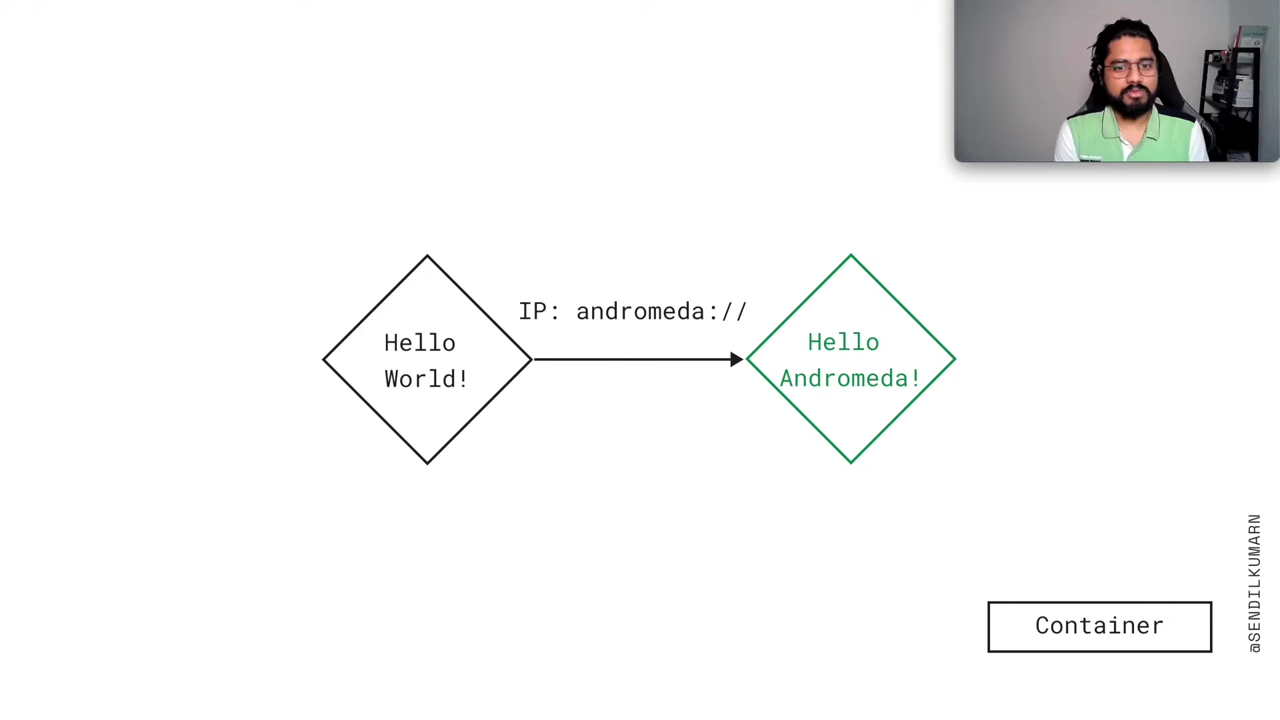 IP: andromeda://
Hello
World!
Hello
Andromeda!
Container
@SENDILKUMARN